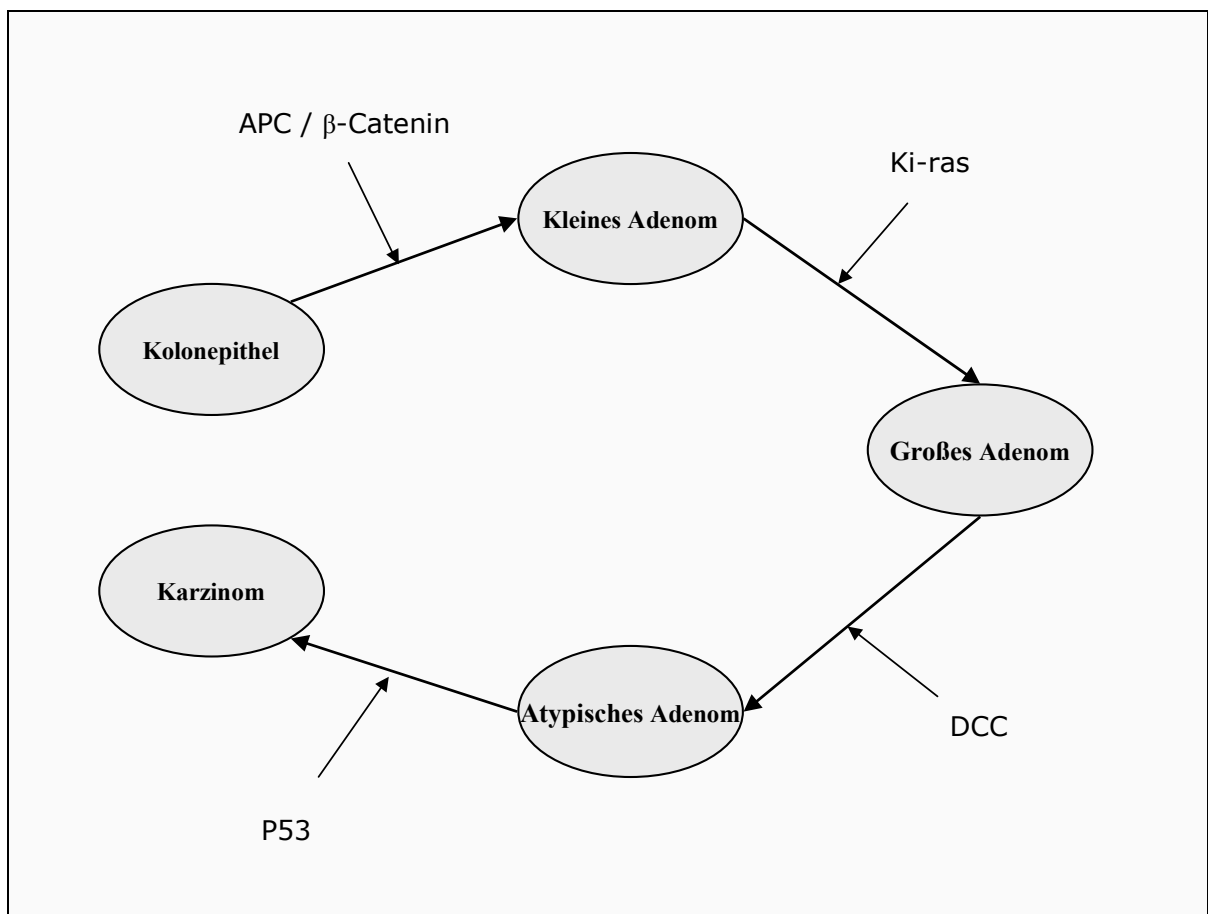 APC / β-Catenin
Ki-ras
Kleines Adenom
Kolonepithel
Großes Adenom
Karzinom
Atypisches Adenom
DCC
P53